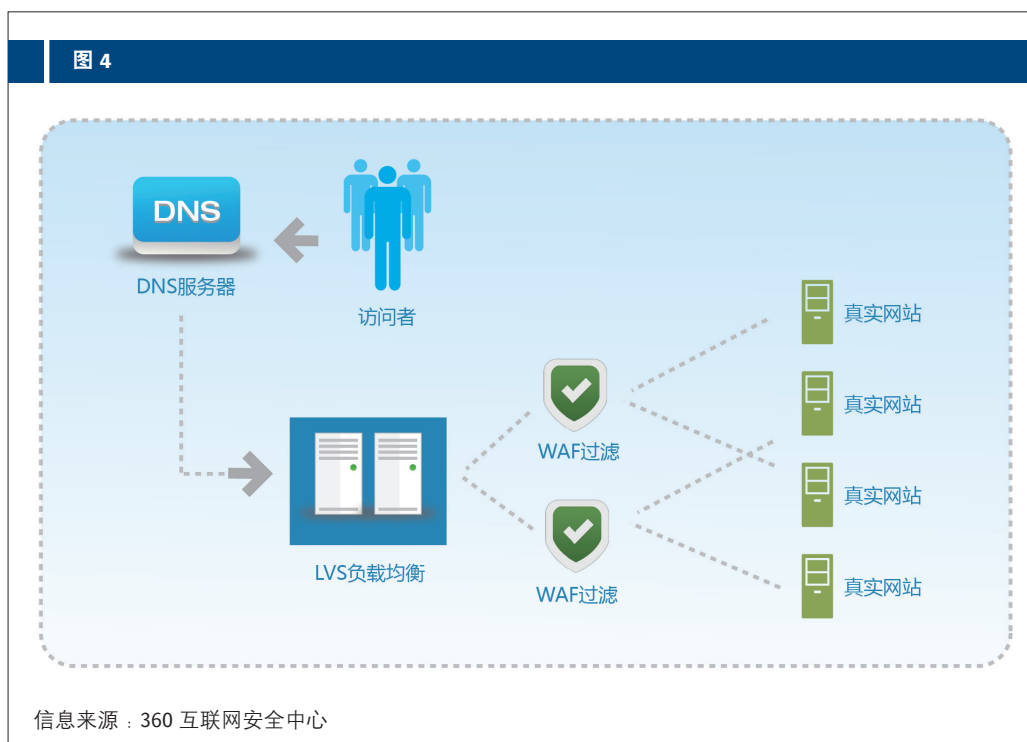 图 4
DNS
DNS服务器
访问者
真实网站
真实网站
WAF过滤
真实网站
LVS负载均衡
WAF过滤
真实网站
信息来源：360 互联网安全中心